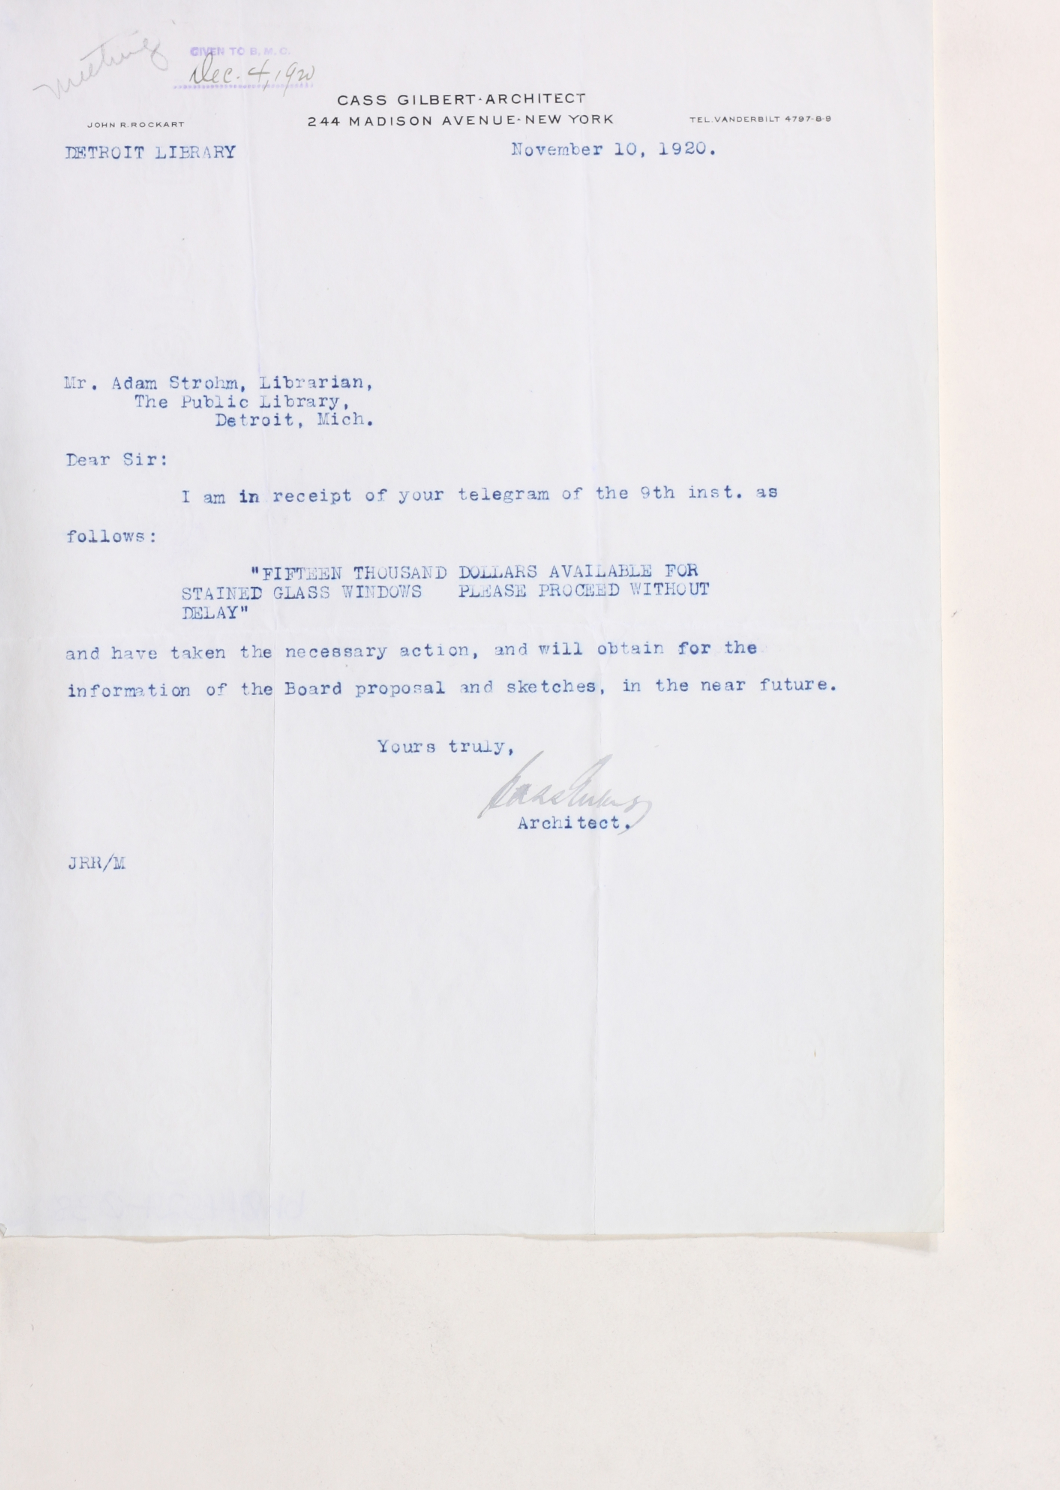 Meeting
GIVEN TO B. M. C.
Dec. 4, 1920
CASS GILBERT-ARCHITECT
JOHN R. ROCKART
244 MADISON AVENUE-NEW YORK
TEL. VANDERBILT 4797-8-9
DETROIT LIBRARY
November 10, 1920.
Mr. Adam Strohm, Librarian,
The Public Library,
Detroit, Mich.
Dear Sir:
I am in receipt of your telegram of the 9th inst. as
follows:
"FIFTEEN THOUSAND DOLLARS AVAILABLE FOR
STAINED GLASS WINDOWS PLEASE PROCEED WITHOUT
DELAY"
and have taken the necessary action, and will obtain for the
information of the Board proposal and sketches, in the near future.
Yours truly,
Cass Gilbert
Architect.
JRR/M